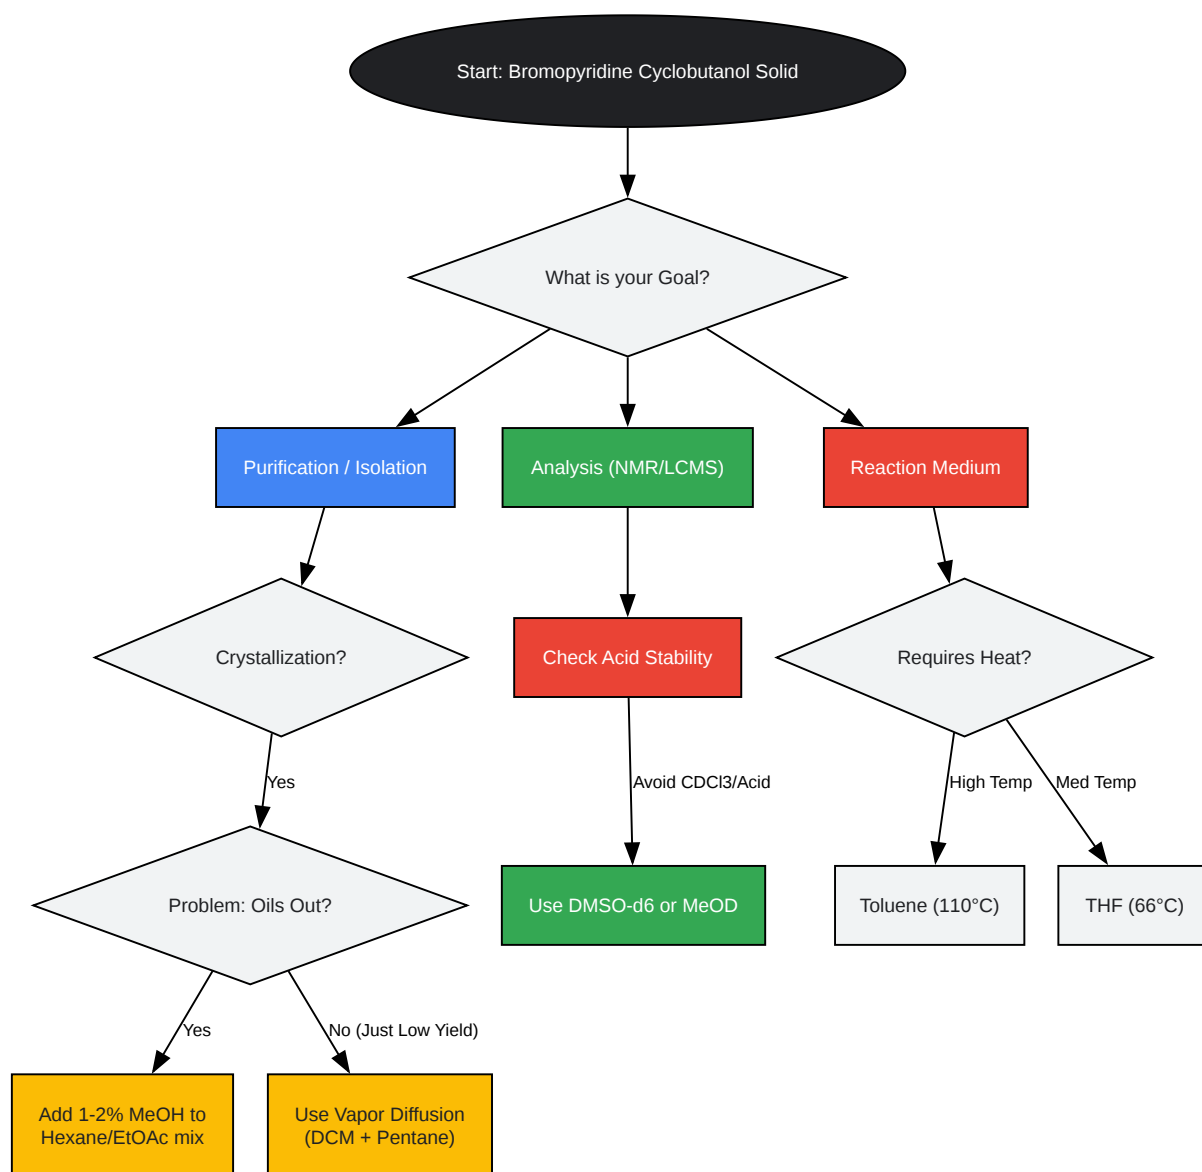 Start: Bromopyridine Cyclobutanol Solid
What is your Goal?
Purification / Isolation
Analysis (NMR/LCMS)
Reaction Medium
Crystallization?
Check Acid Stability
Requires Heat?
Yes
Avoid CDCl3/Acid
High Temp
Med Temp
Problem: Oils Out?
Use DMSO-d6 or MeOD
Toluene (110°C)
THF (66°C)
Yes
No (Just Low Yield)
Add 1-2% MeOH to
Hexane/EtOAc mix
Use Vapor Diffusion
(DCM + Pentane)